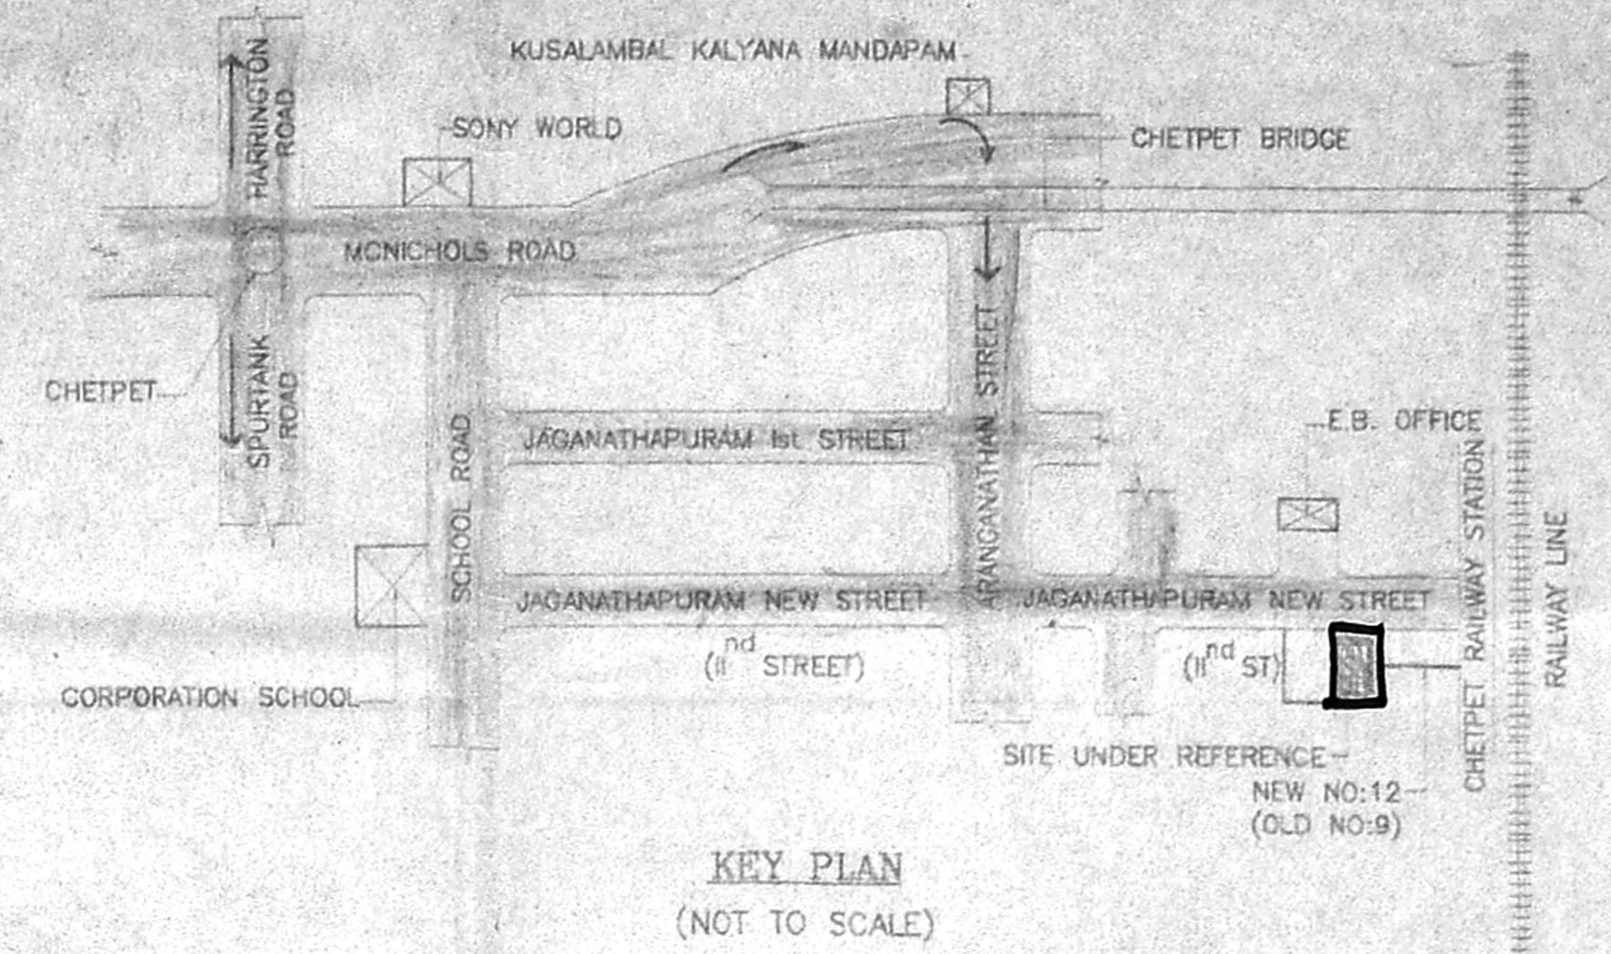 KUSALAMBAL KALYANA MANDAPAM
HARRINGTON
ROAD
SONY WORLD
CHETPET BRIDGE
MCNICHOLS ROAD
CHETPET
SPURTANK
ROAD
SCHOOL ROAD
JAGANATHAPURAM Ist STREET
ARANGANATHAN STREET
E.B. OFFICE
CHETPET RAILWAY STATION
RAILWAY LINE
JAGANATHAPURAM NEW STREET
(IInd STREET)
JAGANATHAPURAM NEW STREET
(IInd ST)
CORPORATION SCHOOL
SITE UNDER REFERENCE
NEW NO:12
(OLD NO:9)
KEY PLAN
(NOT TO SCALE)